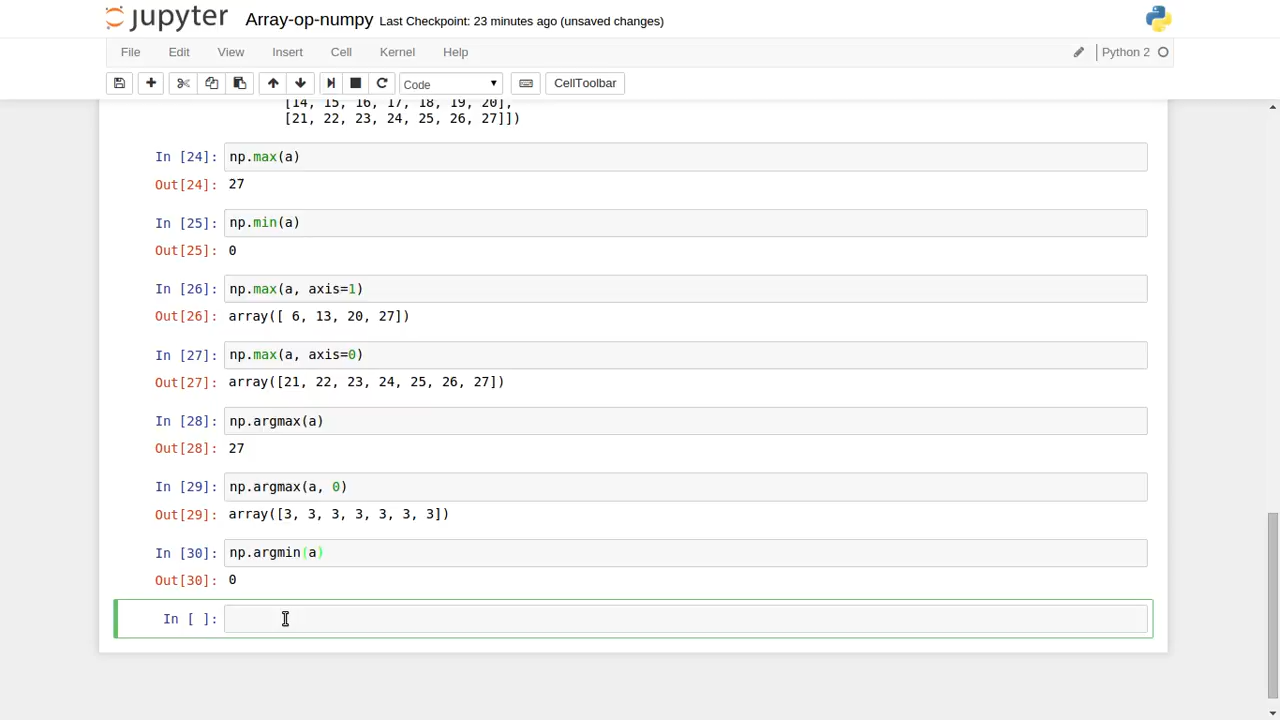 jupyter Array-op-numpy Last Checkpoint: 23 minutes ago (unsaved changes)
File Edit View Insert Cell Kernel Help Python 2
Code CellToolbar
[14, 15, 16, 17, 18, 19, 20],
[21, 22, 23, 24, 25, 26, 27]])
In [24]: np.max(a)
Out[24]: 27
In [25]: np.min(a)
Out[25]: 0
In [26]: np.max(a, axis=1)
Out[26]: array([ 6, 13, 20, 27])
In [27]: np.max(a, axis=0)
Out[27]: array([21, 22, 23, 24, 25, 26, 27])
In [28]: np.argmax(a)
Out[28]: 27
In [29]: np.argmax(a, 0)
Out[29]: array([3, 3, 3, 3, 3, 3, 3])
In [30]: np.argmin(a)
Out[30]: 0
In [ ]: